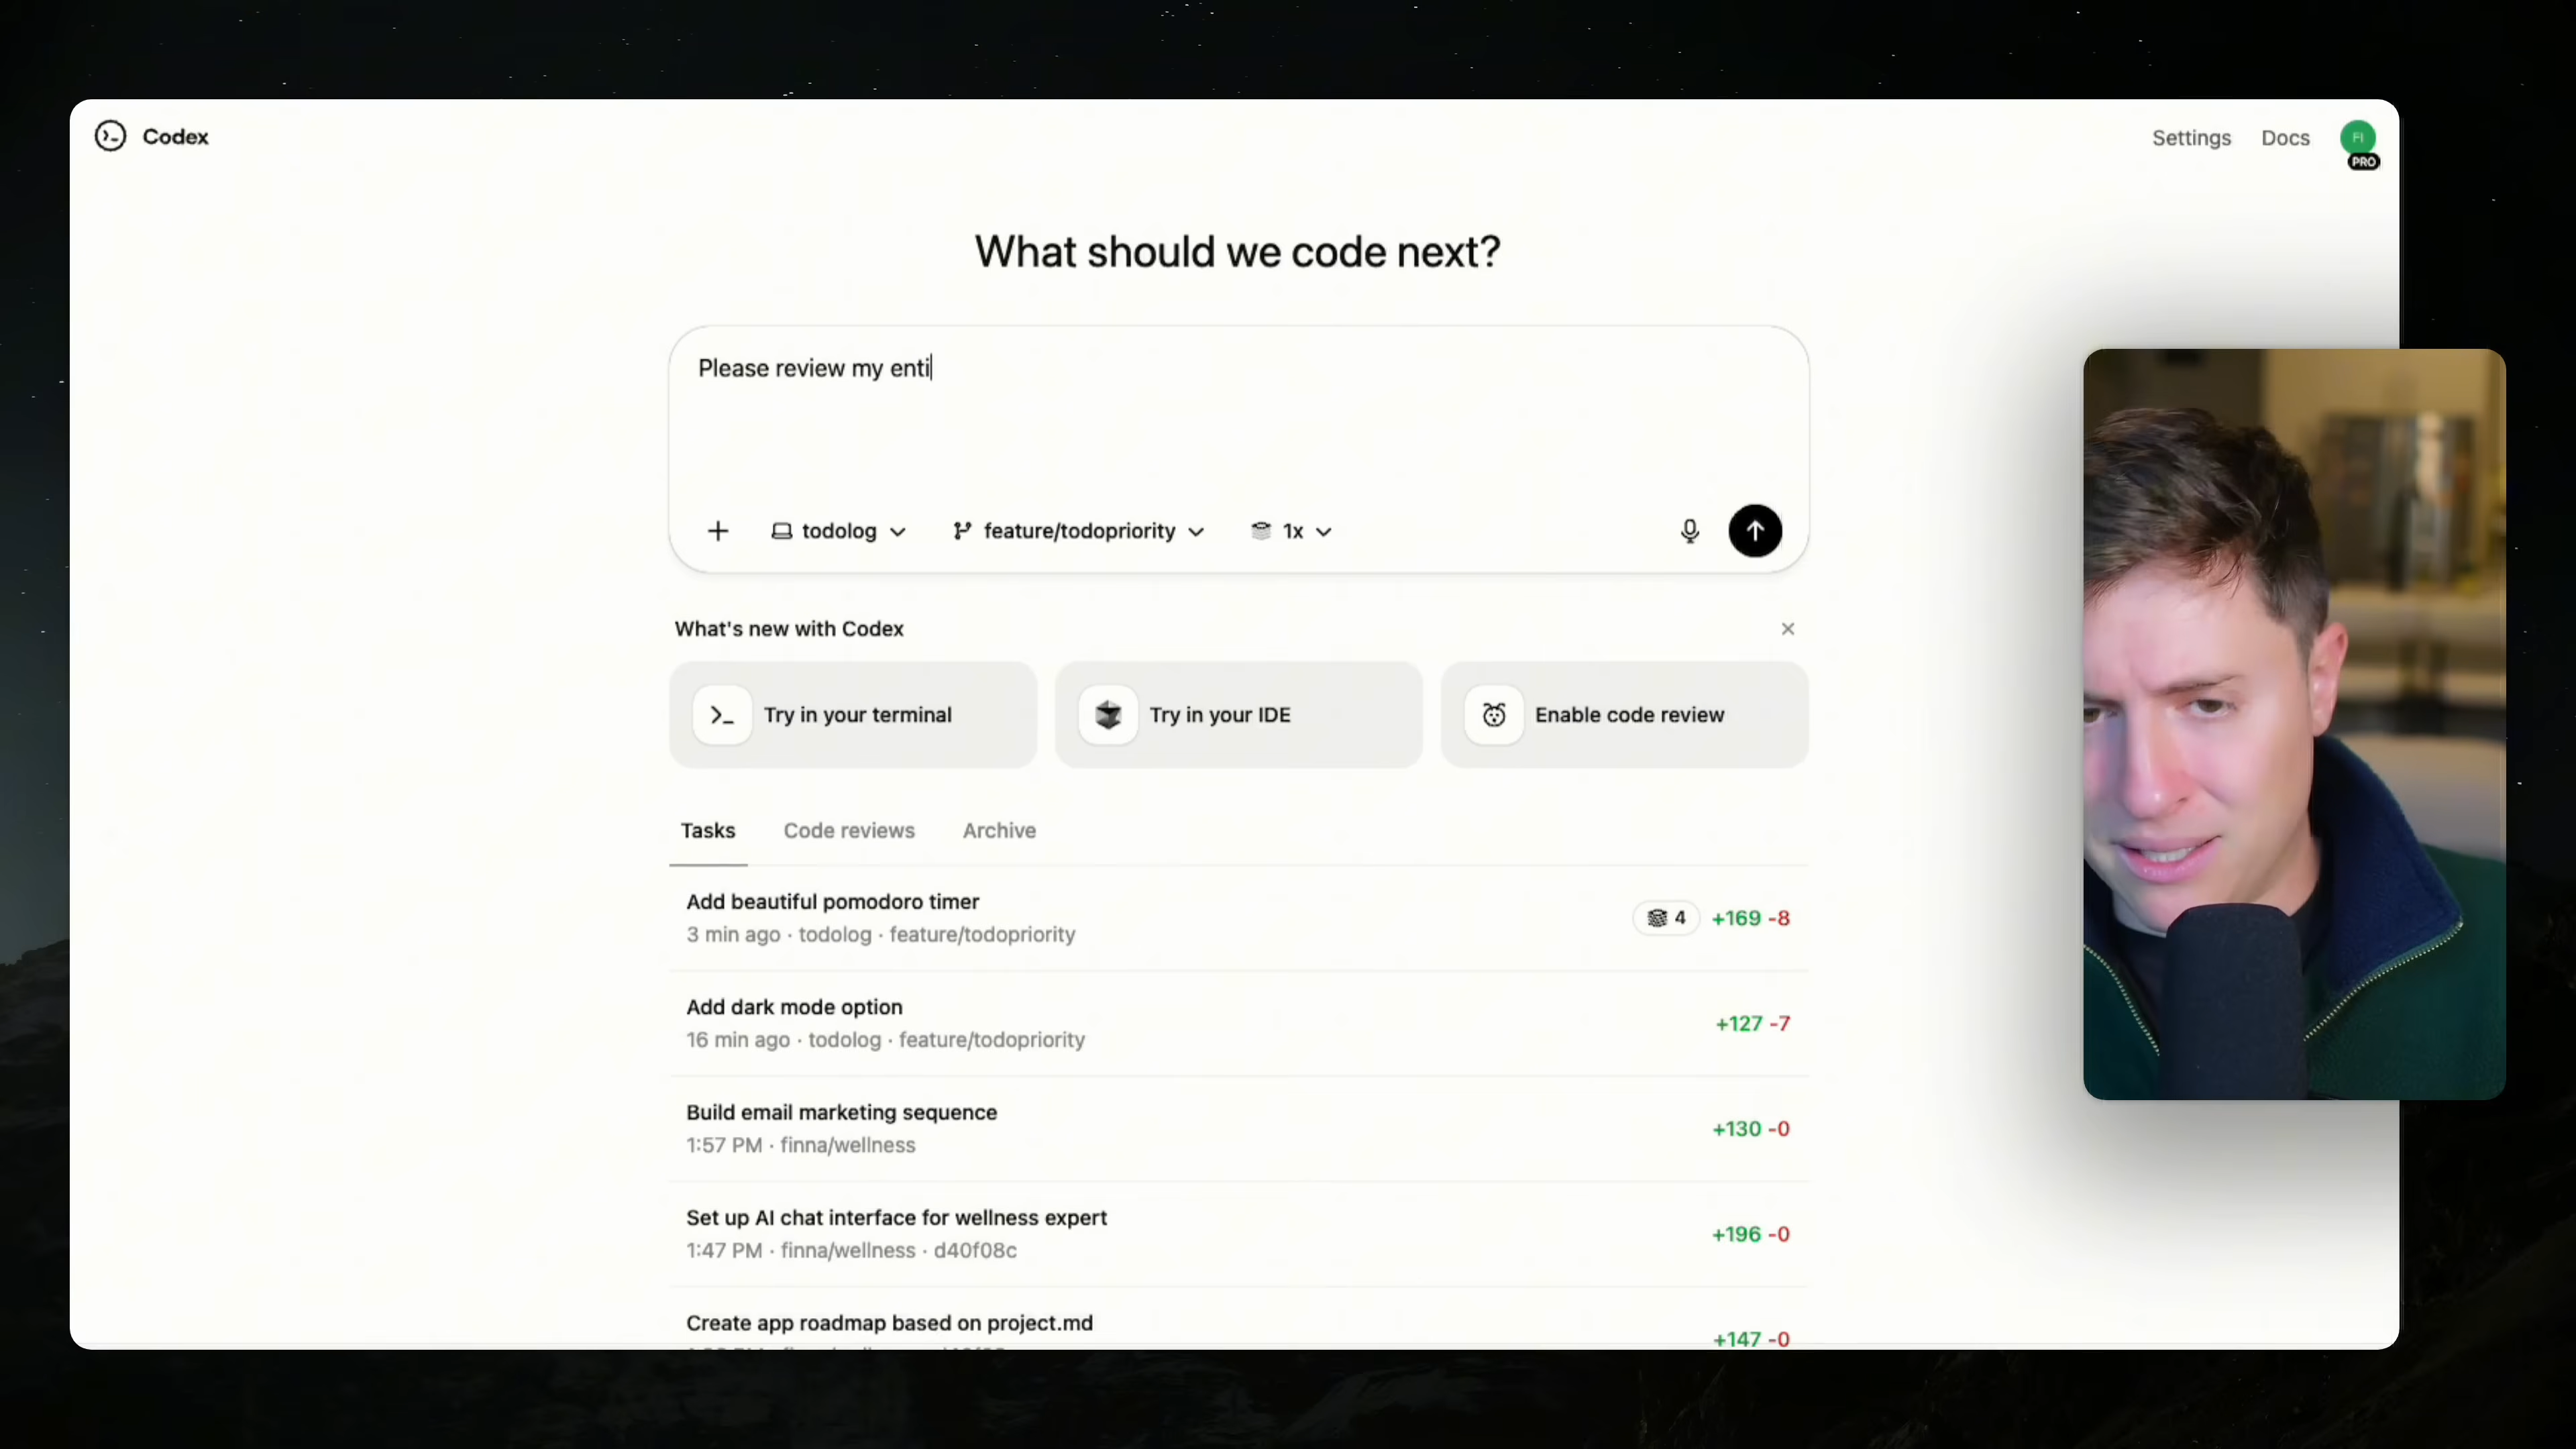 Codex
Settings
Docs
FI
PRO
What should we code next?
Please review my enti
todolog
feature/todopriority
1x
What's new with Codex
Try in your terminal
Try in your IDE
Enable code review
Tasks
Code reviews
Archive
Add beautiful pomodoro timer
4
+169 -8
3 min ago · todolog · feature/todopriority
Add dark mode option
+127 -7
16 min ago · todolog · feature/todopriority
Build email marketing sequence
+130 -0
1:57 PM · finna/wellness
Set up AI chat interface for wellness expert
+196 -0
1:47 PM · finna/wellness · d40f08c
Create app roadmap based on project.md
+147 -0